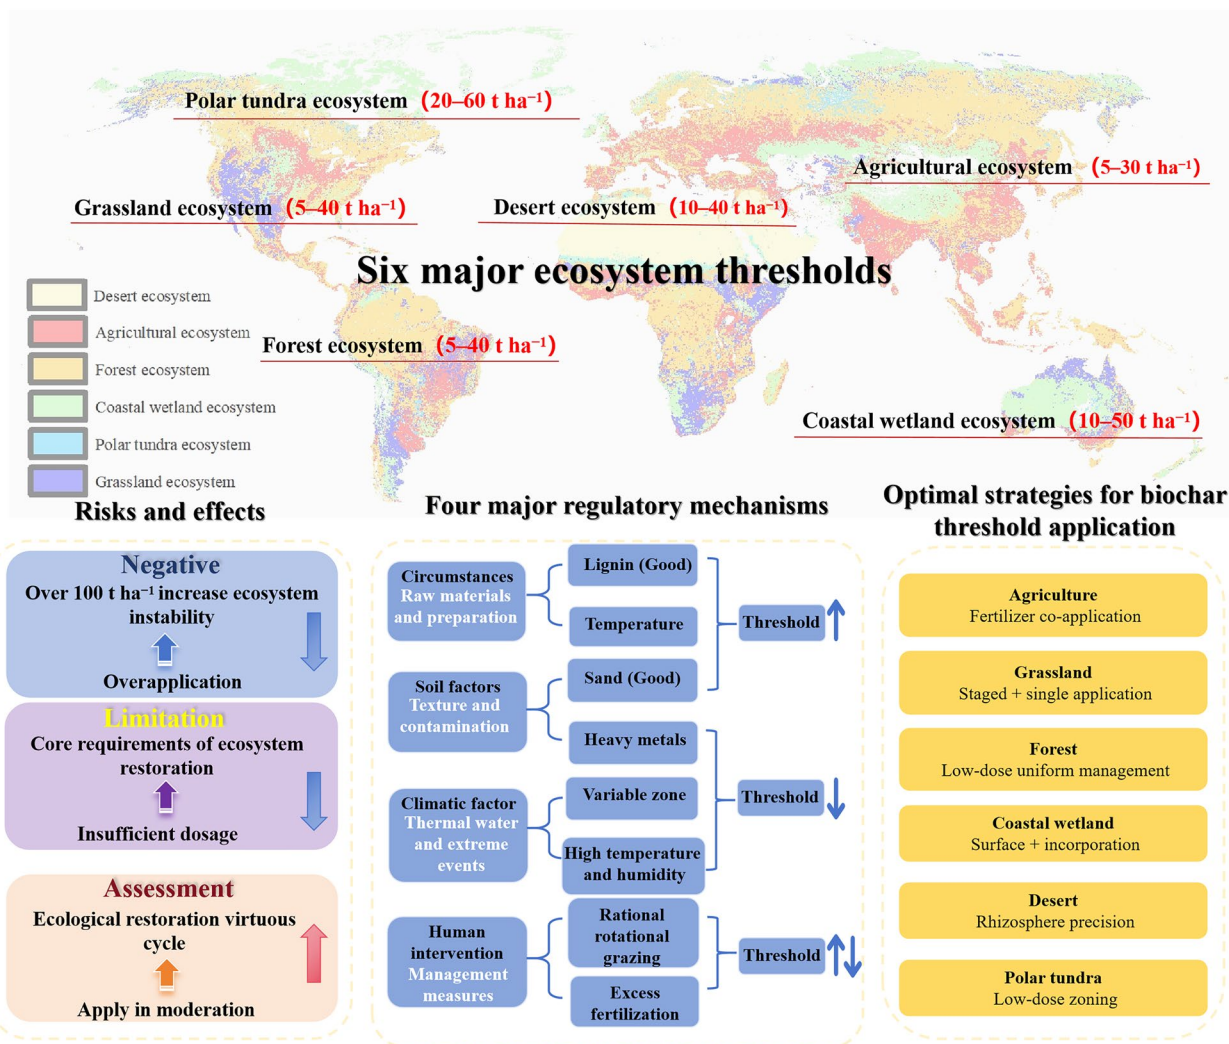 Polar tundra ecosystem (20–60 t ha⁻¹)
Agricultural ecosystem (5–30 t ha⁻¹)
Grassland ecosystem (5–40 t ha⁻¹)
Desert ecosystem (10–40 t ha⁻¹)
Six major ecosystem thresholds
Forest ecosystem (5–40 t ha⁻¹)
Coastal wetland ecosystem (10–50 t ha⁻¹)
Desert ecosystem
Agricultural ecosystem
Forest ecosystem
Coastal wetland ecosystem
Polar tundra ecosystem
Grassland ecosystem
Risks and effects
Negative
Over 100 t ha⁻¹ increase ecosystem
instability
Overapplication
Limitation
Core requirements of ecosystem
restoration
Insufficient dosage
Assessment
Ecological restoration virtuous
cycle
Apply in moderation
Four major regulatory mechanisms
Circumstances
Raw materials
and preparation
Lignin (Good)
Temperature
Threshold
Soil factors
Texture and
contamination
Sand (Good)
Heavy metals
Climatic factor
Thermal water
and extreme
events
Variable zone
High temperature
and humidity
Threshold
Human
intervention
Management
measures
Rational
rotational
grazing
Excess
fertilization
Threshold
Optimal strategies for biochar
threshold application
Agriculture
Fertilizer co-application
Grassland
Staged + single application
Forest
Low-dose uniform management
Coastal wetland
Surface + incorporation
Desert
Rhizosphere precision
Polar tundra
Low-dose zoning